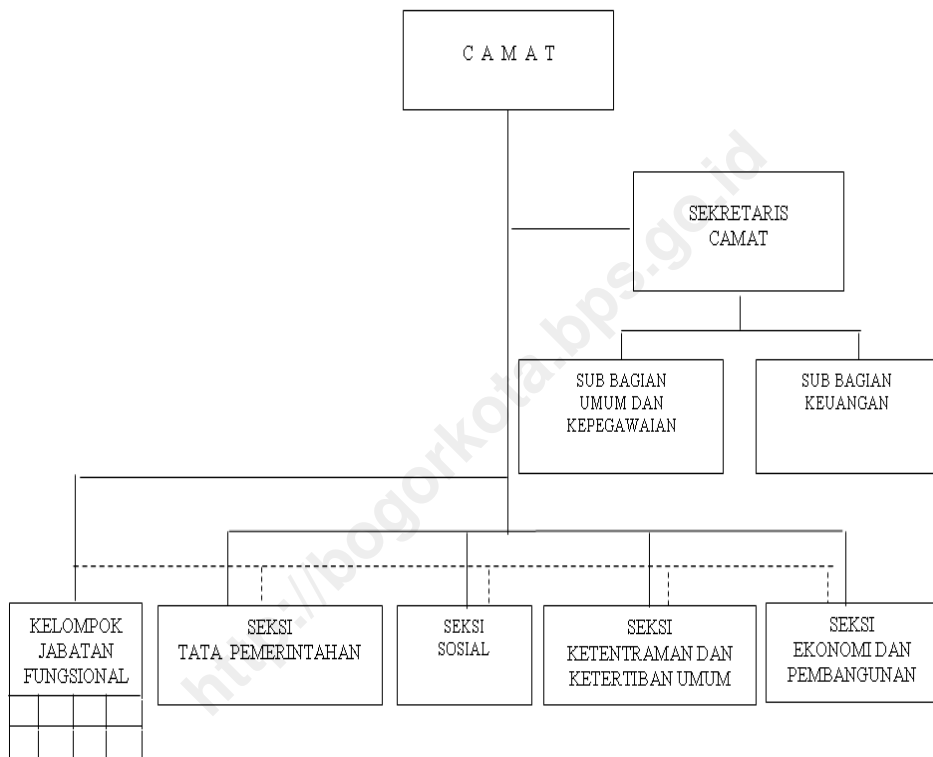 C A M A T
SEKRETARIS
CAMAT
SUB BAGIAN
UMUM DAN
KEPEGAWAIAN
SUB BAGIAN
KEUANGAN
KELOMPOK
JABATAN
FUNGSIONAL
SEKSI
TATA PEMERINTAHAN
SEKSI
SOSIAL
SEKSI
KETENTRAMAN DAN
KETERTIBAN UMUM
SEKSI
EKONOMI DAN
PEMBANGUNAN
http://bogorkota.bps.go.id